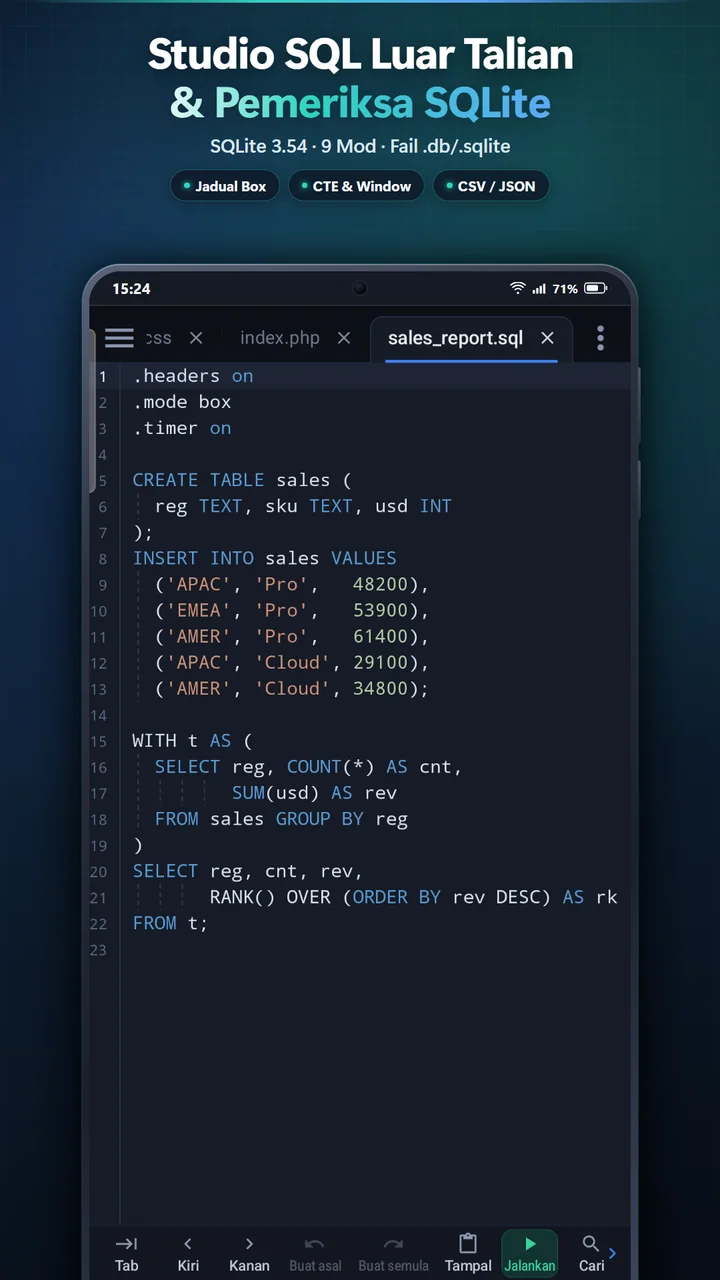 Studio SQL Luar Talian
& Pemeriksa SQLite
SQLite 3.54 · 9 Mod · Fail .db/.sqlite
Jadual Box
CTE & Window
CSV / JSON
15:24
71%
css
index.php
sales_report.sql
1 .headers on
2 .mode box
3 .timer on
4
5 CREATE TABLE sales (
6 reg TEXT, sku TEXT, usd INT
7 );
8 INSERT INTO sales VALUES
9 ('APAC', 'Pro', 48200),
10 ('EMEA', 'Pro', 53900),
11 ('AMER', 'Pro', 61400),
12 ('APAC', 'Cloud', 29100),
13 ('AMER', 'Cloud', 34800);
14
15 WITH t AS (
16 SELECT reg, COUNT(*) AS cnt,
17 SUM(usd) AS rev
18 FROM sales GROUP BY reg
19 )
20 SELECT reg, cnt, rev,
21 RANK() OVER (ORDER BY rev DESC) AS rk
22 FROM t;
23
Tab
Kiri
Kanan
Buat asal
Buat semula
Tampal
Jalankan
Cari